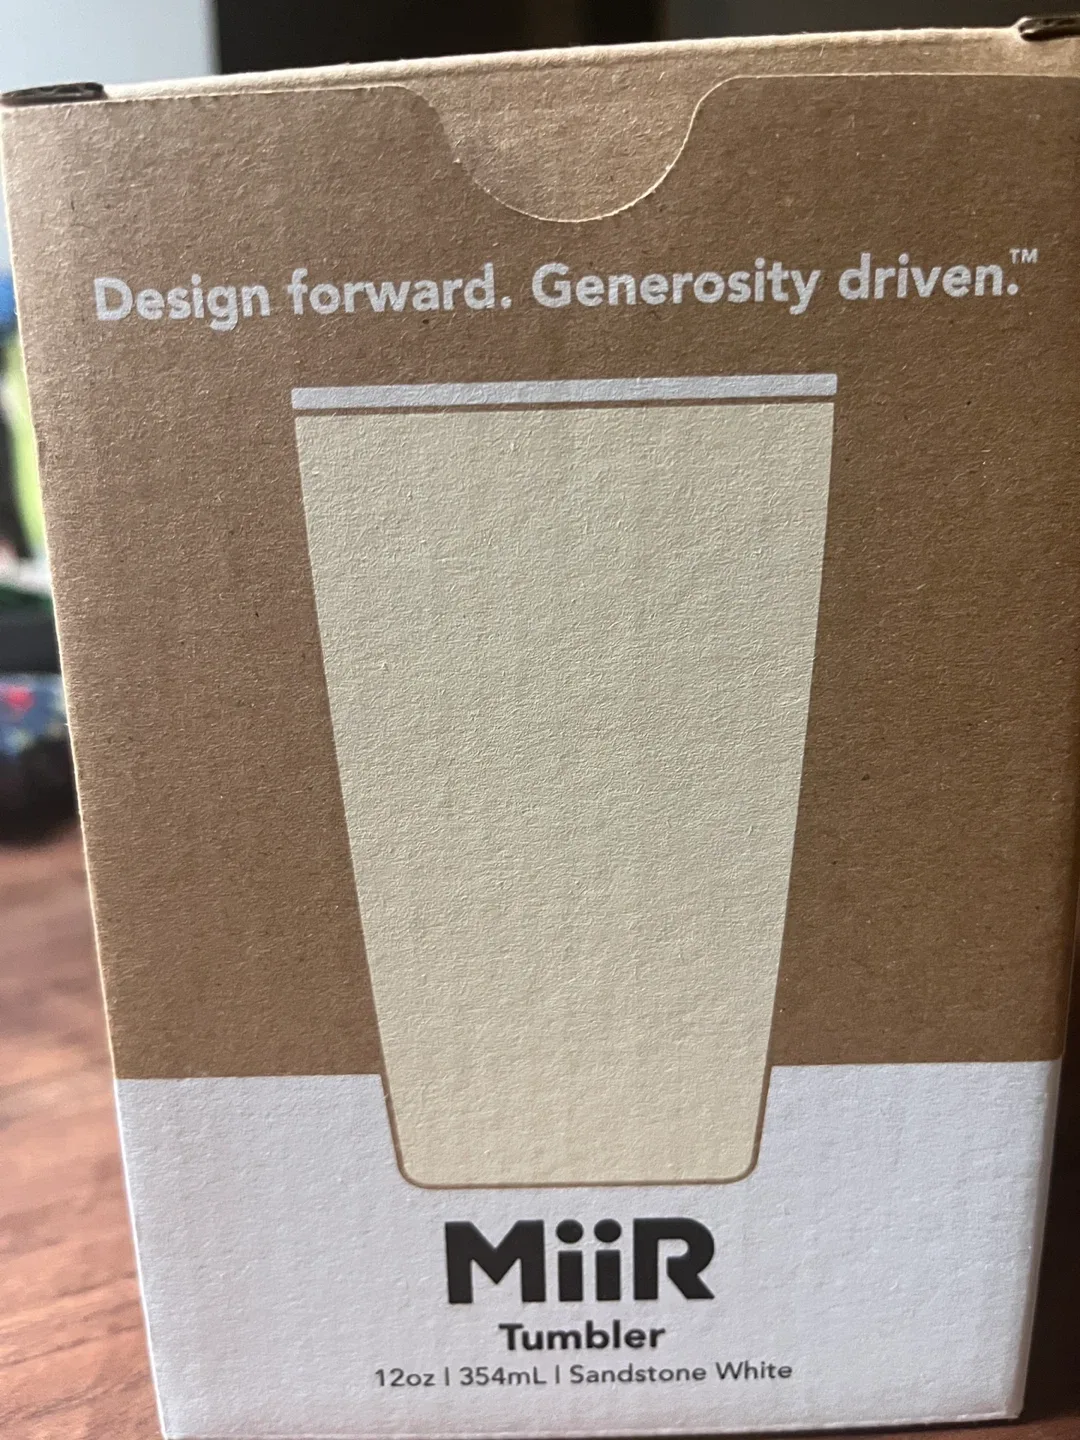 Design forward. Generosity driven.™
MiiR
Tumbler
12oz | 354mL | Sandstone White